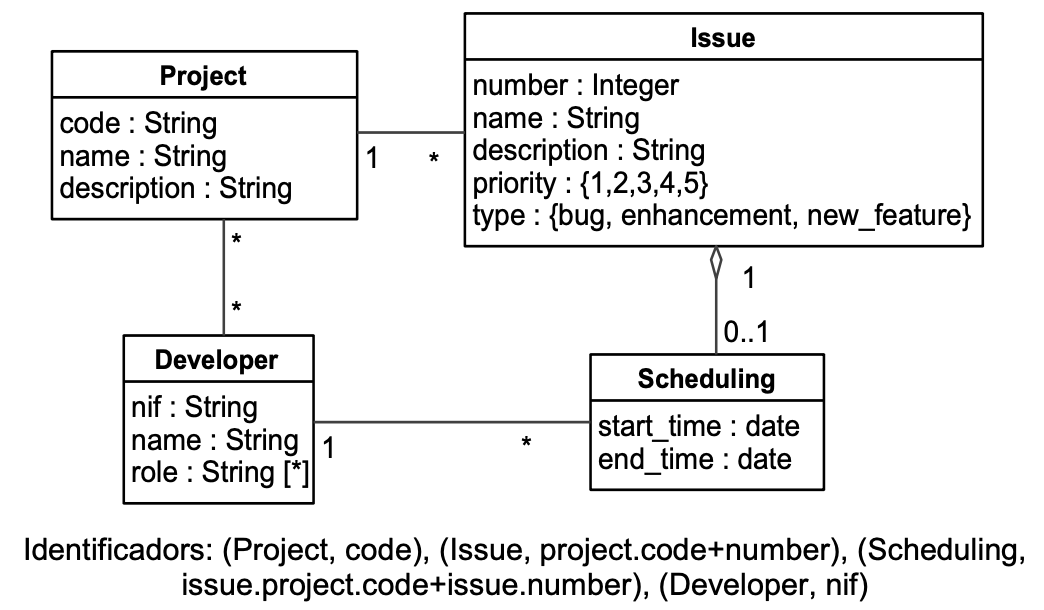 Project
code : String
name : String
description : String
1
*
Issue
number : Integer
name : String
description : String
priority : {1,2,3,4,5}
type : {bug, enhancement, new_feature}
*
*
1
0..1
Developer
nif : String
name : String
role : String [*]
1
*
Scheduling
start_time : date
end_time : date
Identificadors: (Project, code), (Issue, project.code+number), (Scheduling,
issue.project.code+issue.number), (Developer, nif)